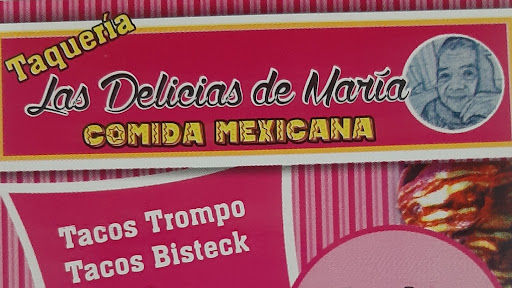 Taquería
Las Delicias de María
COMIDA MEXICANA
Tacos Trompo
Tacos Bisteck